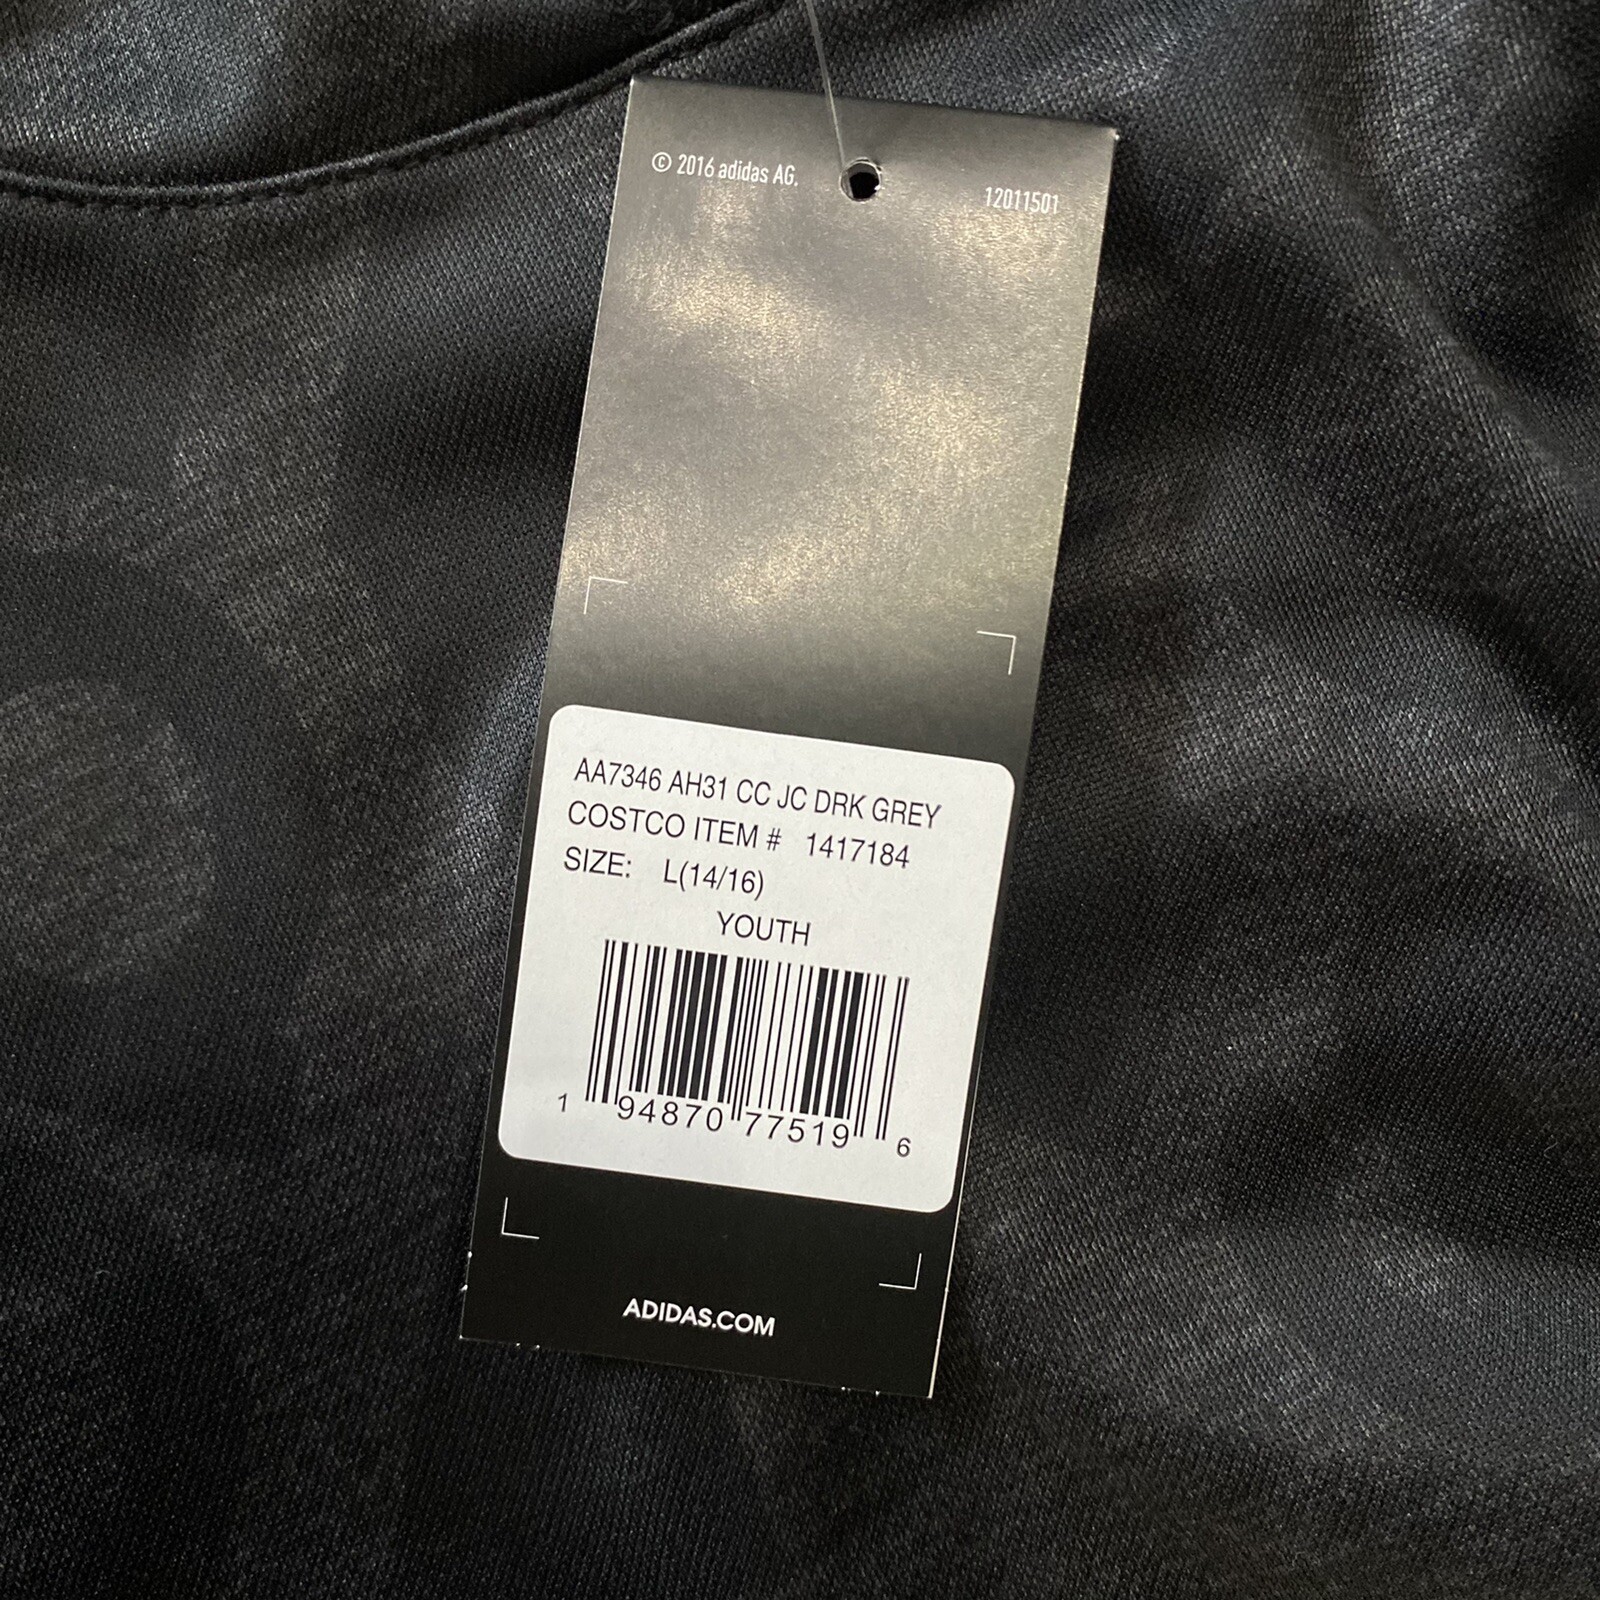 © 2016 adidas AG.
12011501
AA7346 AH31 CC JC DRK GREY
COSTCO ITEM # 1417184
SIZE: L(14/16)
YOUTH
1 94870 77519 6
ADIDAS.COM